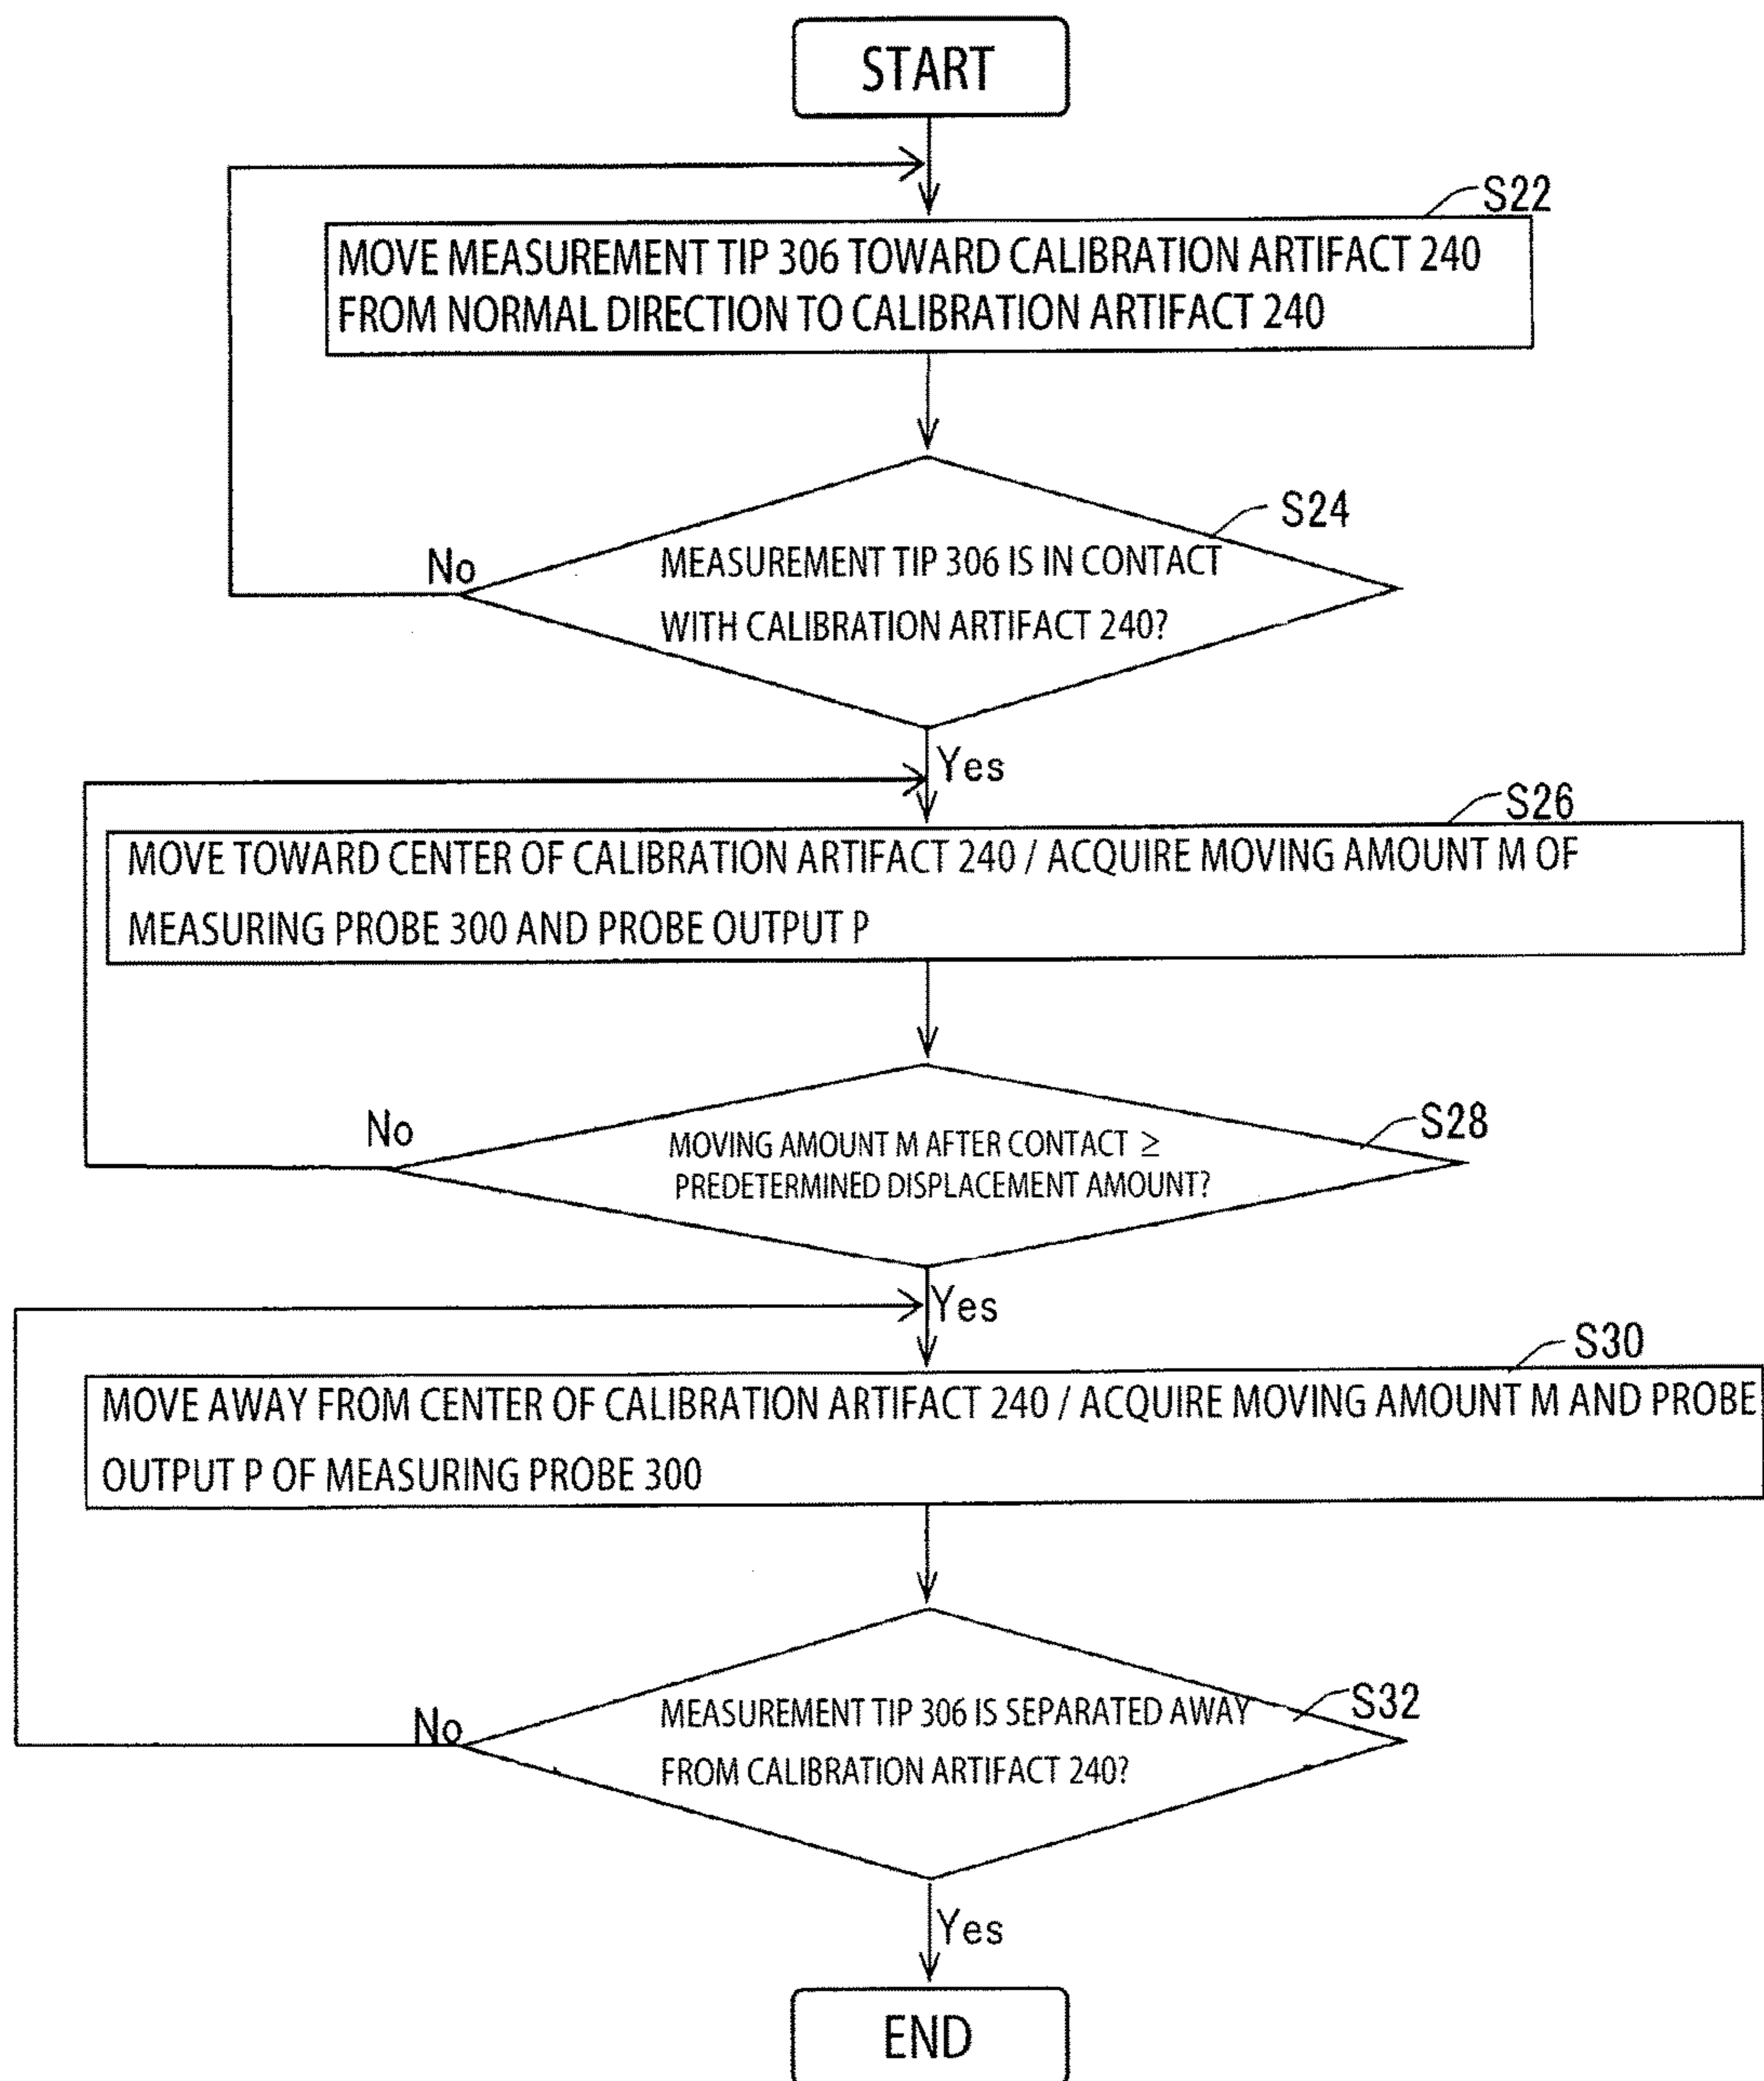 START
S22
MOVE MEASUREMENT TIP 306 TOWARD CALIBRATION ARTIFACT 240
FROM NORMAL DIRECTION TO CALIBRATION ARTIFACT 240
S24
No
MEASUREMENT TIP 306 IS IN CONTACT
WITH CALIBRATION ARTIFACT 240?
Yes
S26
MOVE TOWARD CENTER OF CALIBRATION ARTIFACT 240 / ACQUIRE MOVING AMOUNT M OF
MEASURING PROBE 300 AND PROBE OUTPUT P
No
S28
MOVING AMOUNT M AFTER CONTACT ≥
PREDETERMINED DISPLACEMENT AMOUNT?
Yes
S30
MOVE AWAY FROM CENTER OF CALIBRATION ARTIFACT 240 / ACQUIRE MOVING AMOUNT M AND PROBE
OUTPUT P OF MEASURING PROBE 300
No
S32
MEASUREMENT TIP 306 IS SEPARATED AWAY
FROM CALIBRATION ARTIFACT 240?
Yes
END